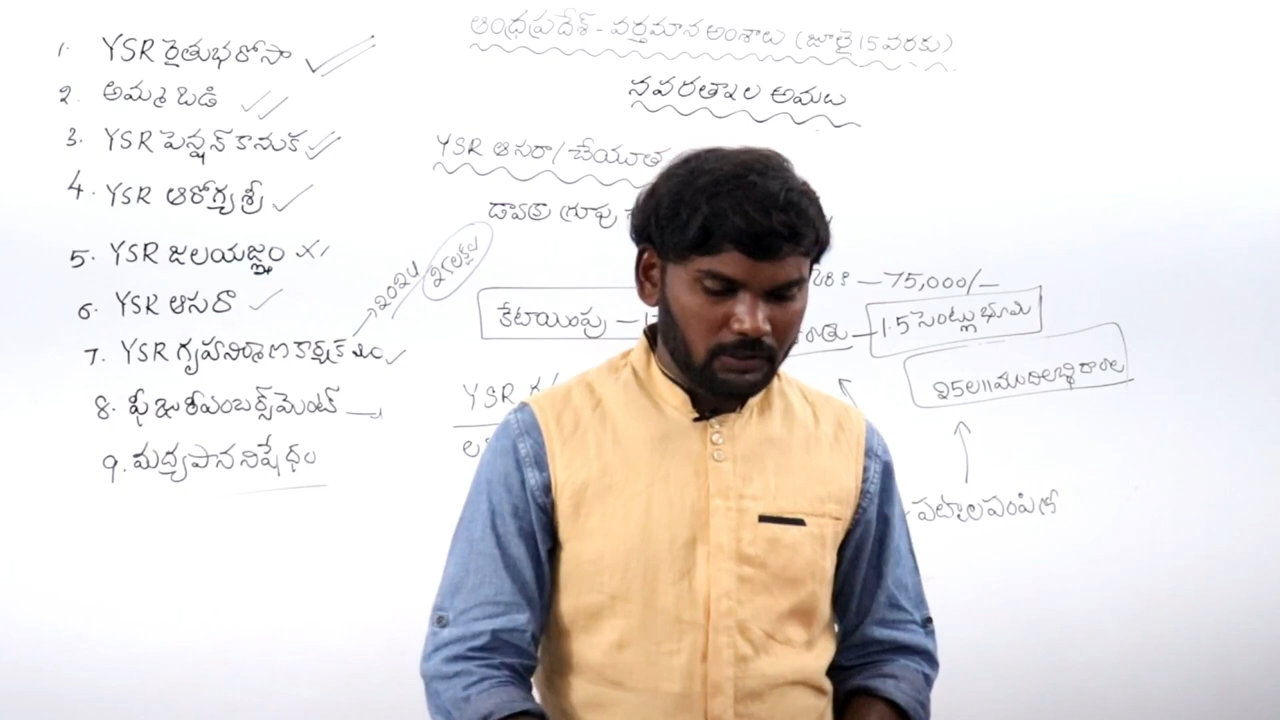 ఆంధ్రప్రదేశ్ - వర్తమాన అంశాలు (జూలై 15 వరకు)
నవరత్నాల అమలు
1. YSR రైతుభరోసా
2. అమ్మ ఒడి
3. YSR పెన్షన్ కానుక
4. YSR ఆరోగ్యశ్రీ
5. YSR జలయజ్ఞం
6. YSR ఆసరా
7. YSR గృహనిర్మాణ కార్యక్రమం
8. ఫీజు రీఎంబర్స్‌మెంట్
9. మద్యపాన నిషేధం
2024
25 లక్షలు
YSR ఆసరా / చేయూత
డ్వాక్రా గ్రూపు
– 75,000/–
కేటాయింపు –
1.5 సెంట్లు భూమి
YSR
పట్టాల పంపిణీ